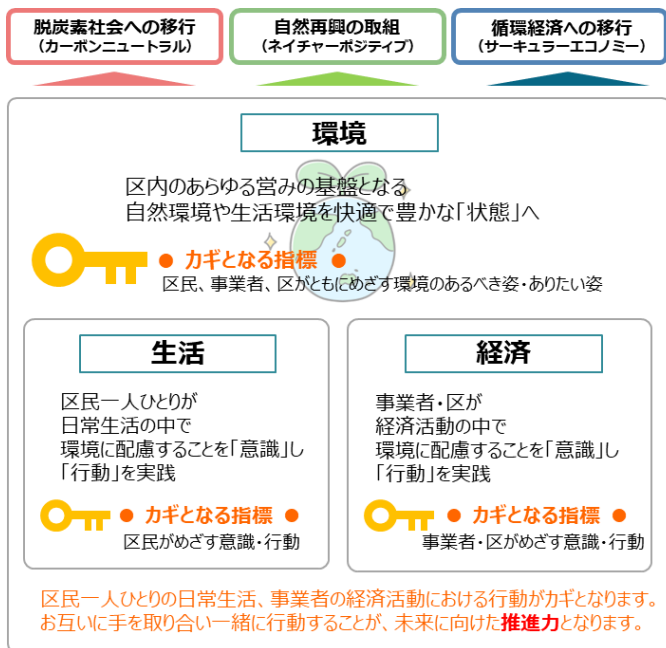 脱炭素社会への移行
（カーボンニュートラル）
自然再興の取組
（ネイチャーポジティブ）
循環経済への移行
（サーキュラーエコノミー）
環境
区内のあらゆる営みの基盤となる
自然環境や生活環境を快適で豊かな「状態」へ
● カギとなる指標 ●
区民、事業者、区がともにめざす環境のあるべき姿・ありたい姿
生活
区民一人ひとりが
日常生活の中で
環境に配慮することを「意識」し
「行動」を実践
● カギとなる指標 ●
区民がめざす意識・行動
経済
事業者・区が
経済活動の中で
環境に配慮することを「意識」し
「行動」を実践
● カギとなる指標 ●
事業者・区がめざす意識・行動
区民一人ひとりの日常生活、事業者の経済活動における行動がカギとなります。
お互いに手を取り合い一緒に行動することが、未来に向けた推進力となります。